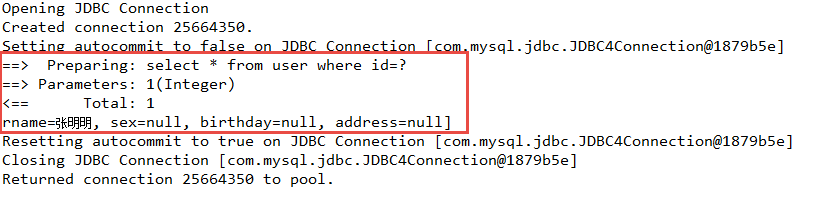 Opening JDBC Connection
Created connection 25664350.
Setting autocommit to false on JDBC Connection [com.mysql.jdbc.JDBC4Connection@1879b5e]
==>  Preparing: select * from user where id=?
==> Parameters: 1(Integer)
<==      Total: 1
rname=张明明, sex=null, birthday=null, address=null]
Resetting autocommit to true on JDBC Connection [com.mysql.jdbc.JDBC4Connection@1879b5e]
Closing JDBC Connection [com.mysql.jdbc.JDBC4Connection@1879b5e]
Returned connection 25664350 to pool.